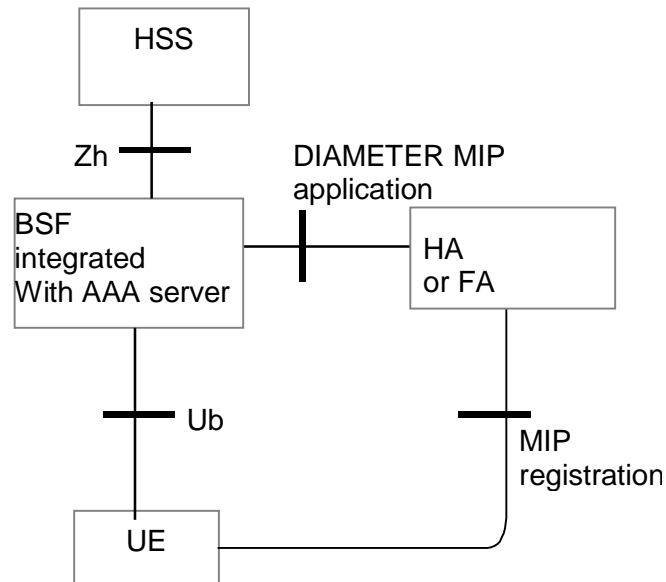 HSS
Zh
DIAMETER MIP
application
BSF
integrated
With AAA server
HA
or FA
Ub
MIP
registration
UE